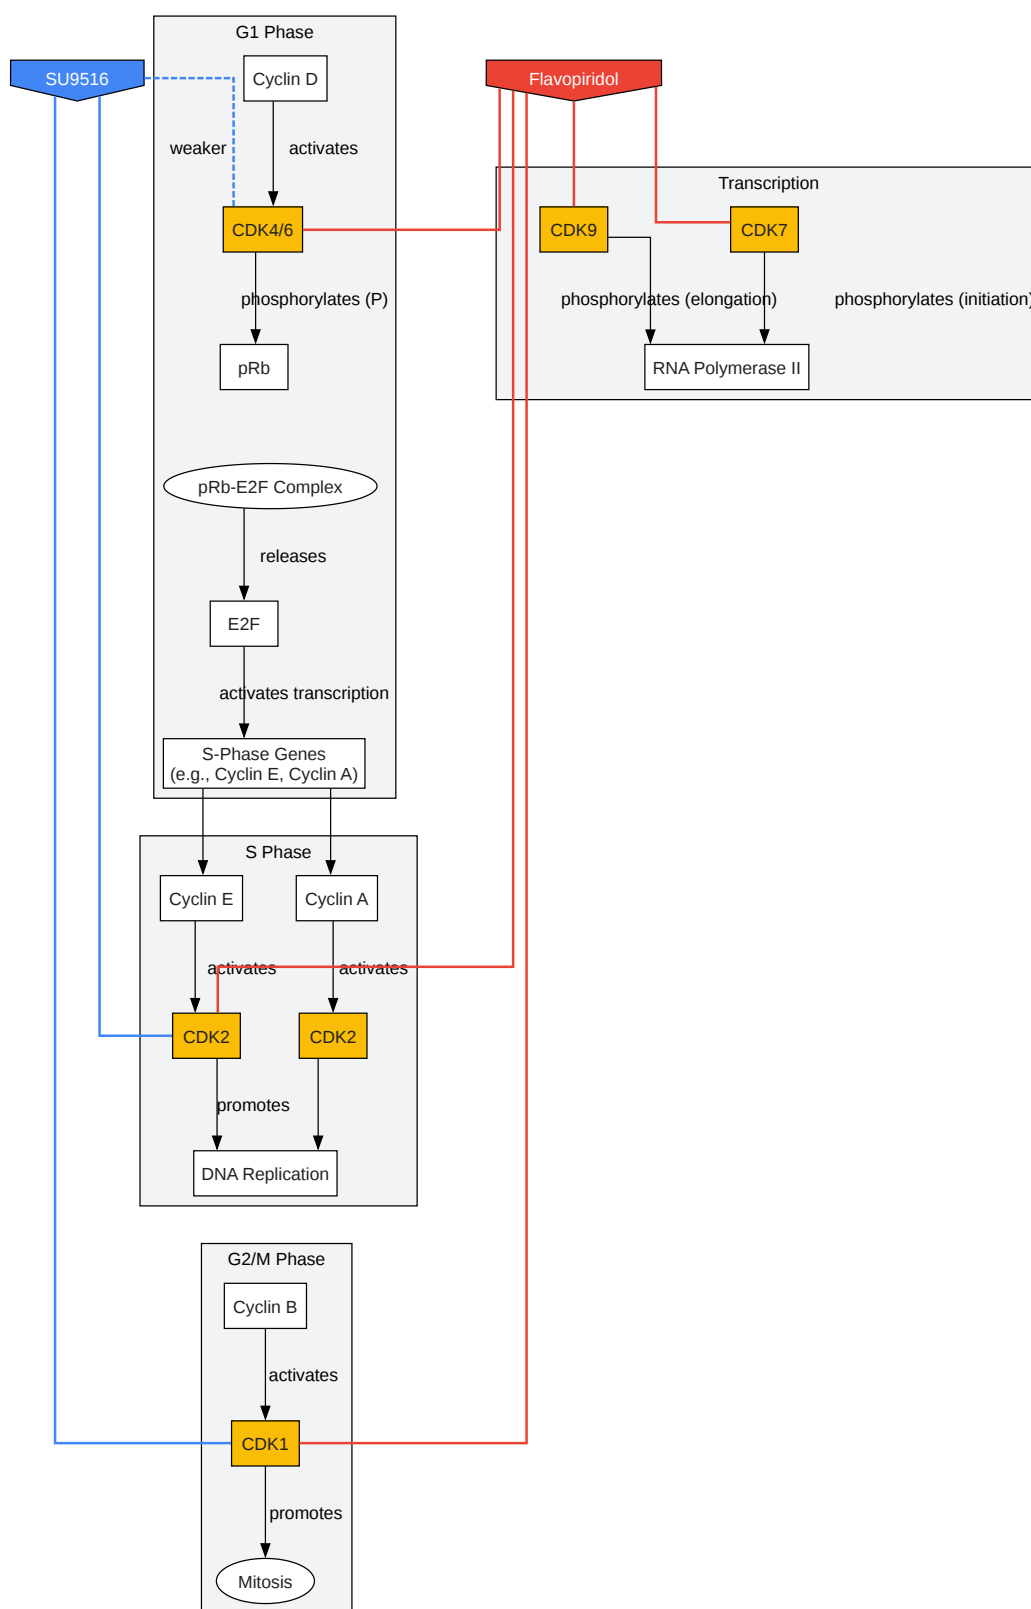 G1 Phase
SU9516
Cyclin D
Flavopiridol
weaker
activates
Transcription
CDK4/6
CDK9
CDK7
phosphorylates (P)
phosphorylates (elongation)
phosphorylates (initiation)
pRb
RNA Polymerase II
pRb-E2F Complex
releases
E2F
activates transcription
S-Phase Genes
(e.g., Cyclin E, Cyclin A)
S Phase
Cyclin E
Cyclin A
activates
activates
CDK2
CDK2
promotes
DNA Replication
G2/M Phase
Cyclin B
activates
CDK1
promotes
Mitosis